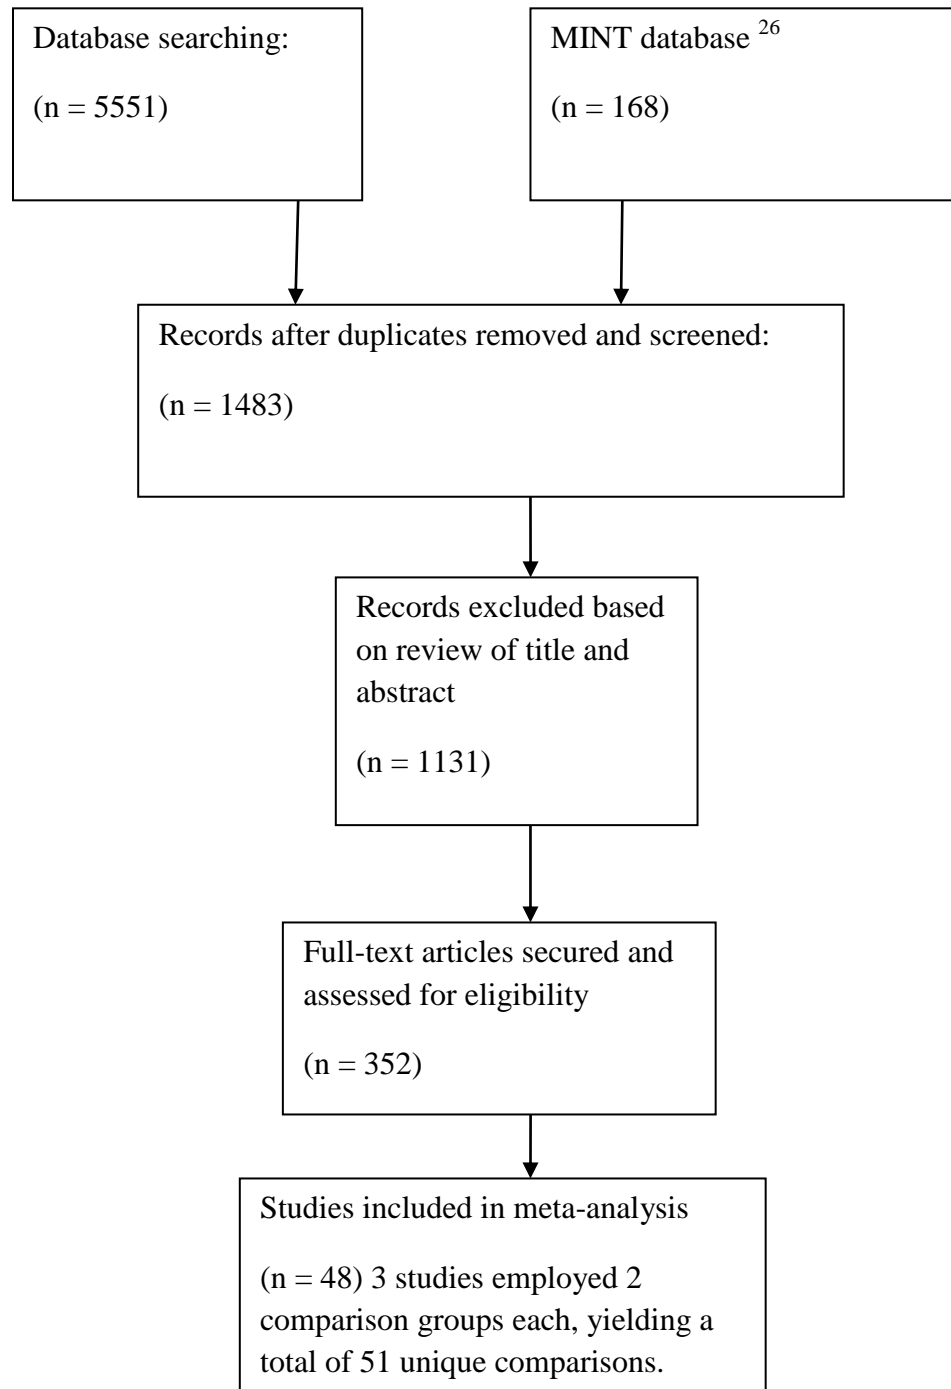 Database searching:
(n = 5551)
MINT database 26
(n = 168)
Records after duplicates removed and screened:
(n = 1483)
Records excluded based
on review of title and
abstract
(n = 1131)
Full-text articles secured and
assessed for eligibility
(n = 352)
Studies included in meta-analysis
(n = 48) 3 studies employed 2
comparison groups each, yielding a
total of 51 unique comparisons.